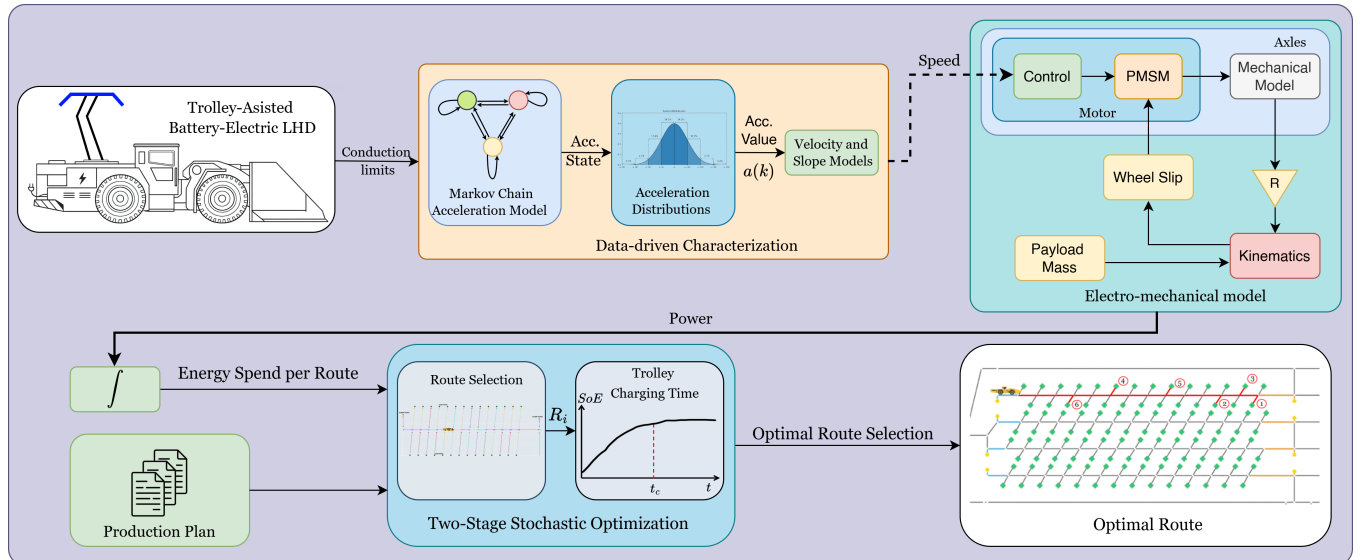 Trolley-Asisted
Battery-Electric LHD
Conduction
limits
Markov Chain
Acceleration Model
Acc.
State
Acceleration
Distributions
Acc.
Value
a(k)
Velocity and
Slope Models
Data-driven Characterization
Speed
Control
PMSM
Motor
Axles
Mechanical
Model
Wheel Slip
R
Payload
Mass
Kinematics
Electro-mechanical model
Power
∫
Energy Spend per Route
Production Plan
Route Selection
R_i
Trolley
Charging Time
SoE
t_c
t
Two-Stage Stochastic Optimization
Optimal Route Selection
③
④
⑤
⑥
②
①
Optimal Route